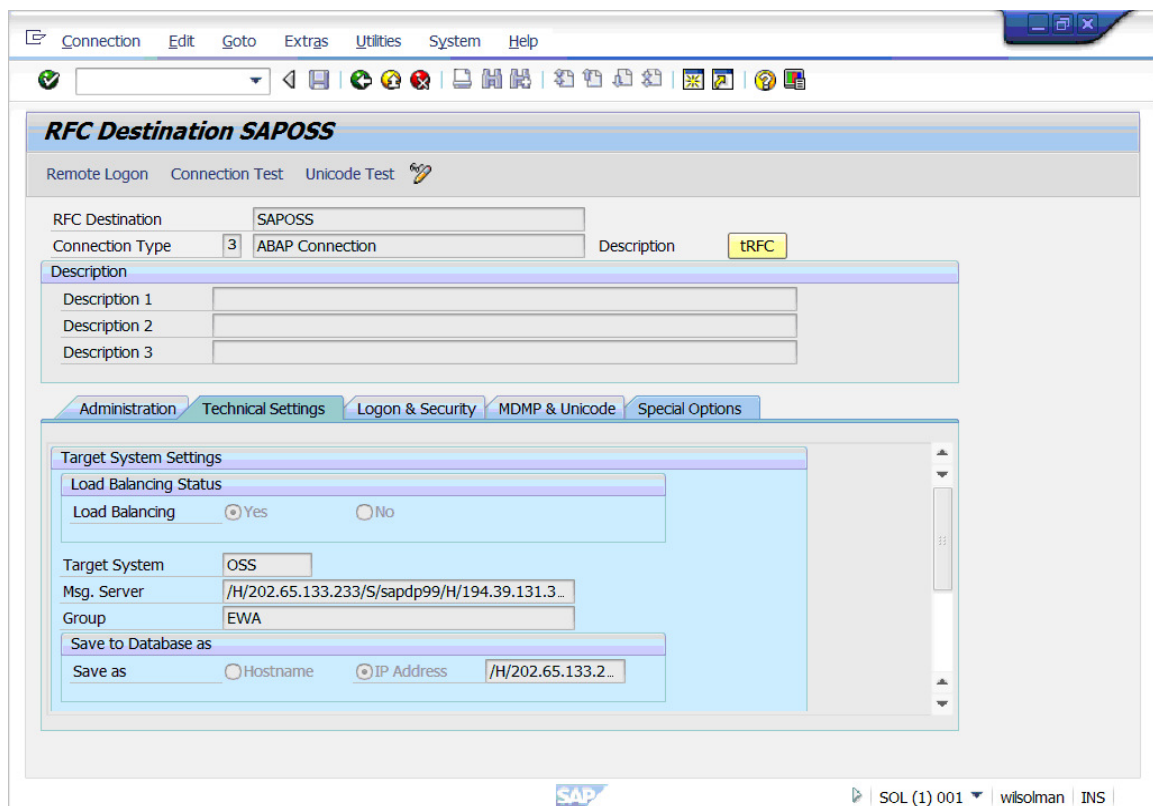 Connection Edit Goto Extras Utilities System Help
RFC Destination SAPOSS
Remote Logon Connection Test Unicode Test
RFC Destination SAPOSS
Connection Type 3 ABAP Connection Description tRFC
Description
Description 1
Description 2
Description 3
Administration Technical Settings Logon & Security MDMP & Unicode Special Options
Target System Settings
Load Balancing Status
Load Balancing Yes No
Target System OSS
Msg. Server /H/202.65.133.233/S/sapdp99/H/194.39.131.3...
Group EWA
Save to Database as
Save as Hostname IP Address /H/202.65.133.2...
SAP SOL (1) 001 wilsolman INS